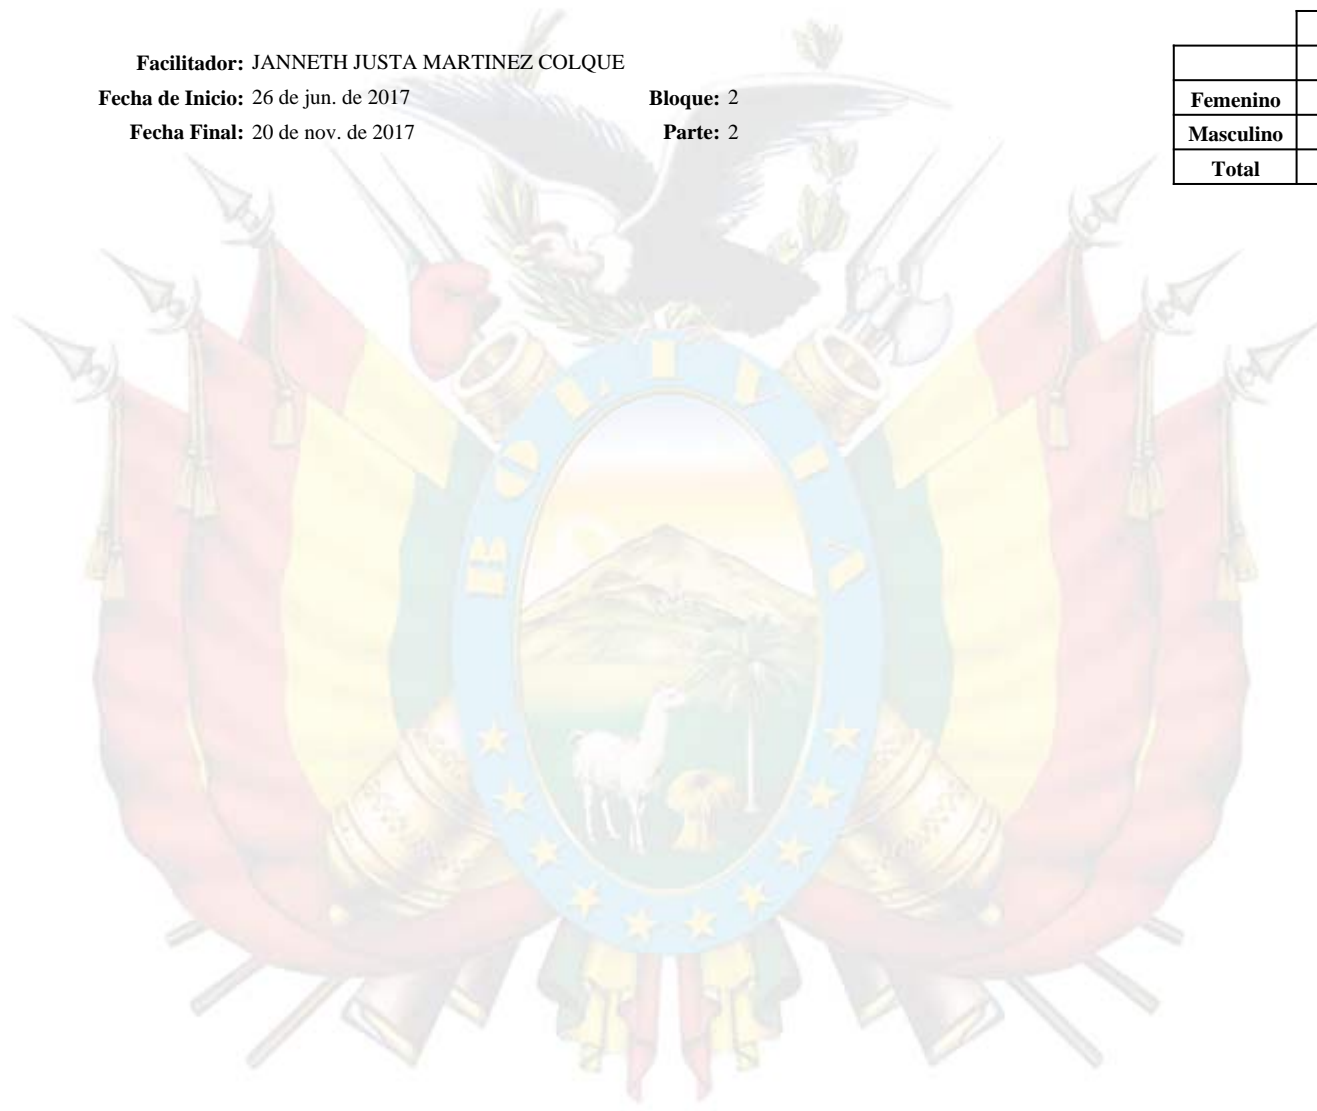 Facilitador: JANNETH JUSTA MARTINEZ COLQUE
Fecha de Inicio: 26 de jun. de 2017 Bloque: 2
Fecha Final: 20 de nov. de 2017 Parte: 2
Femenino
Masculino
Total
BOLIVIA